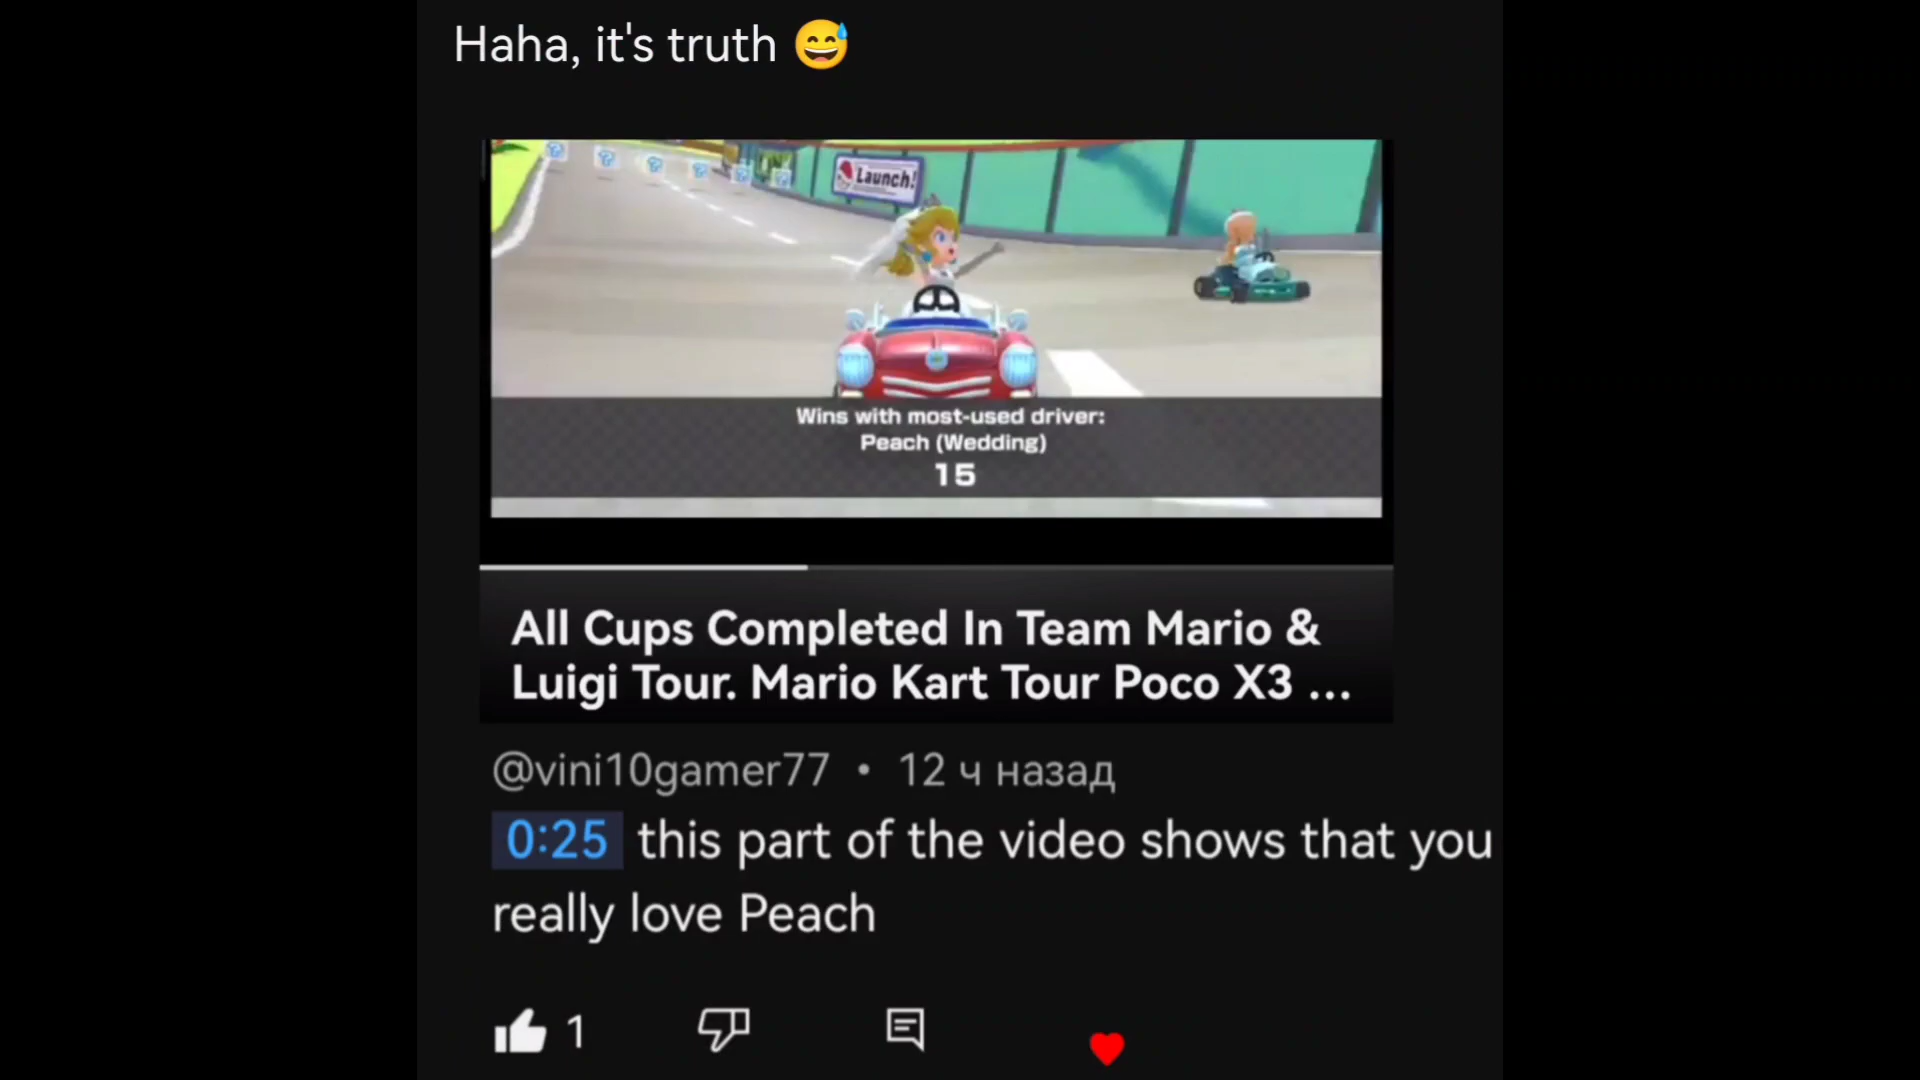 Haha, it's truth 😅
Launch!
Wins with most-used driver:
Peach (Wedding)
15
All Cups Completed In Team Mario &
Luigi Tour. Mario Kart Tour Poco X3 ...
@vini10gamer77 • 12 ч назад
0:25 this part of the video shows that you
really love Peach
1